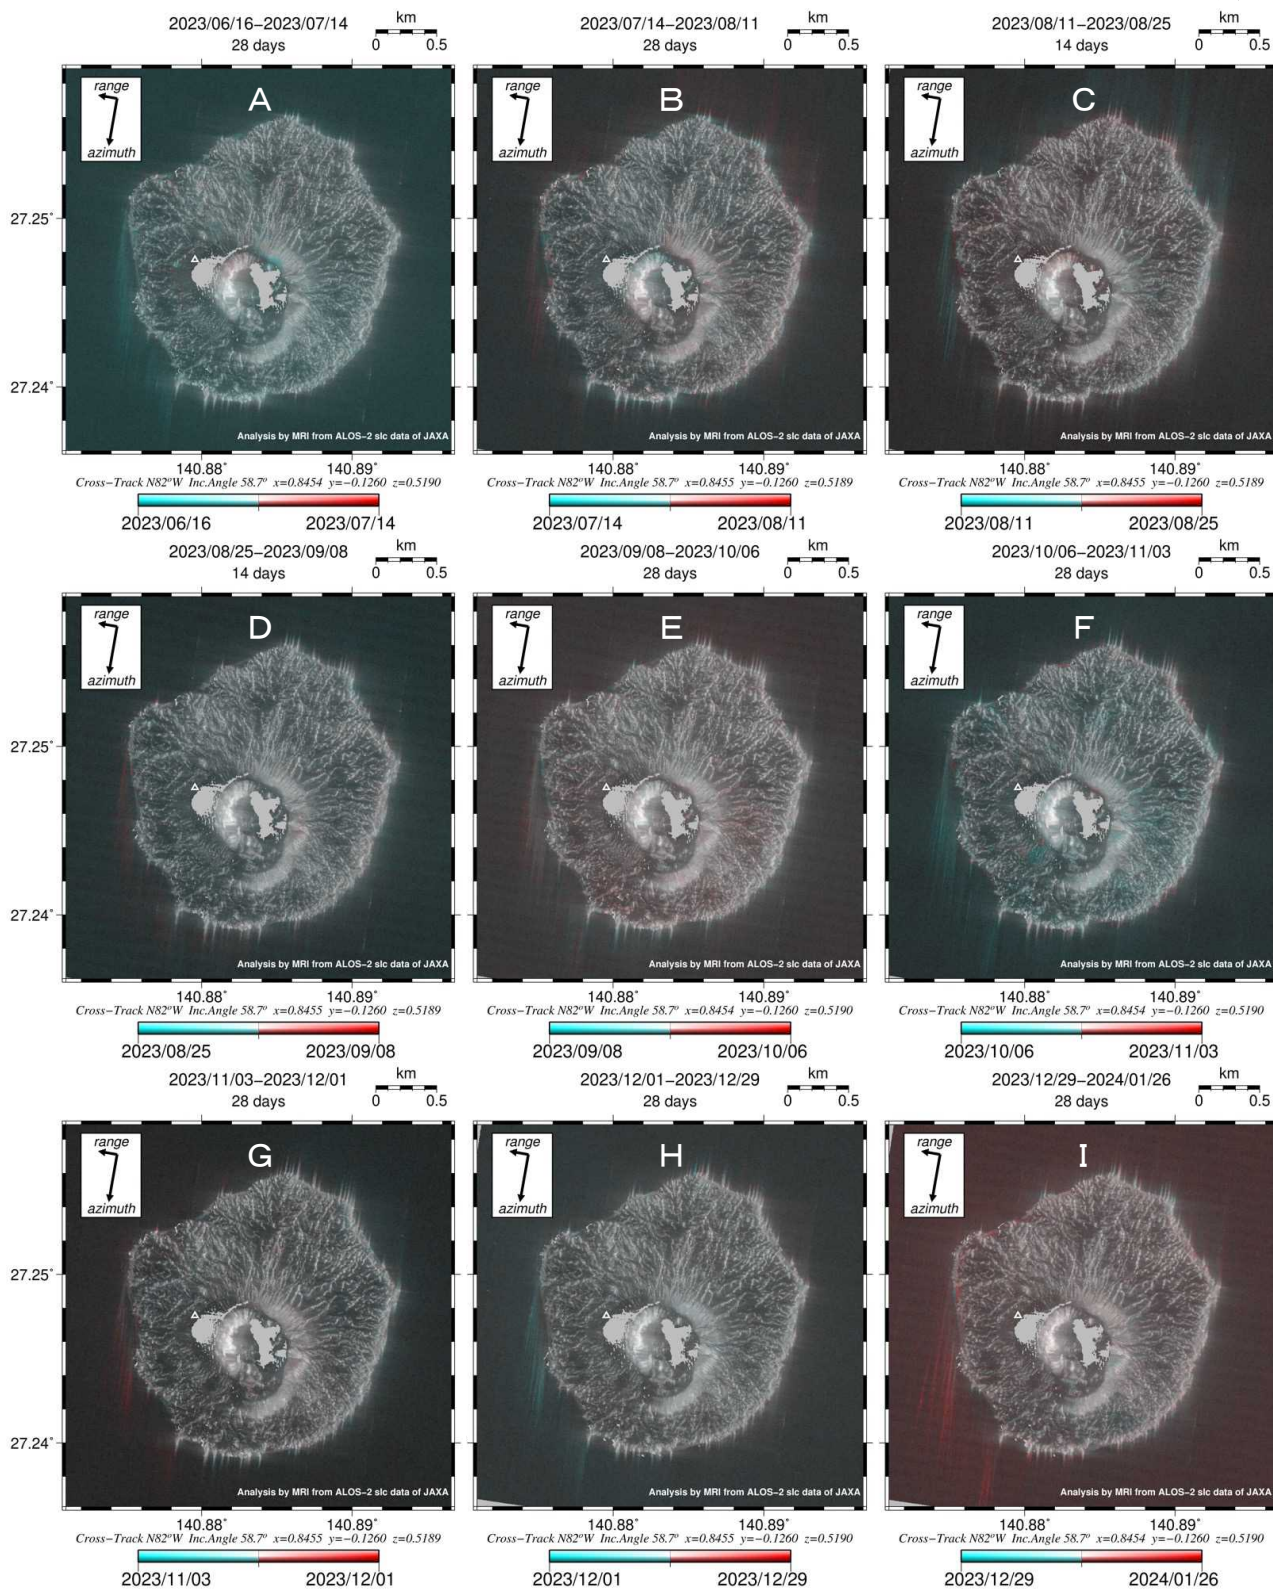 2023/06/16−2023/07/14
28 days
km
0 0.5
2023/07/14−2023/08/11
28 days
km
0 0.5
2023/08/11−2023/08/25
14 days
km
0 0.5
range
azimuth
A
range
azimuth
B
range
azimuth
C
27.25°
27.24°
Analysis by MRI from ALOS−2 slc data of JAXA
Analysis by MRI from ALOS−2 slc data of JAXA
Analysis by MRI from ALOS−2 slc data of JAXA
140.88° 140.89°
140.88° 140.89°
140.88° 140.89°
Cross−Track N82°W Inc.Angle 58.7° x=0.8454 y=−0.1260 z=0.5190
Cross−Track N82°W Inc.Angle 58.7° x=0.8455 y=−0.1260 z=0.5189
Cross−Track N82°W Inc.Angle 58.7° x=0.8455 y=−0.1260 z=0.5189
2023/06/16 2023/07/14
2023/07/14 2023/08/11
2023/08/11 2023/08/25
2023/08/25−2023/09/08
14 days
km
0 0.5
2023/09/08−2023/10/06
28 days
km
0 0.5
2023/10/06−2023/11/03
28 days
km
0 0.5
range
azimuth
D
range
azimuth
E
range
azimuth
F
27.25°
27.24°
Analysis by MRI from ALOS−2 slc data of JAXA
Analysis by MRI from ALOS−2 slc data of JAXA
Analysis by MRI from ALOS−2 slc data of JAXA
140.88° 140.89°
140.88° 140.89°
140.88° 140.89°
Cross−Track N82°W Inc.Angle 58.7° x=0.8455 y=−0.1260 z=0.5189
Cross−Track N82°W Inc.Angle 58.7° x=0.8454 y=−0.1260 z=0.5190
Cross−Track N82°W Inc.Angle 58.7° x=0.8454 y=−0.1260 z=0.5190
2023/08/25 2023/09/08
2023/09/08 2023/10/06
2023/10/06 2023/11/03
2023/11/03−2023/12/01
28 days
km
0 0.5
2023/12/01−2023/12/29
28 days
km
0 0.5
2023/12/29−2024/01/26
28 days
km
0 0.5
range
azimuth
G
range
azimuth
H
range
azimuth
I
27.25°
27.24°
Analysis by MRI from ALOS−2 slc data of JAXA
Analysis by MRI from ALOS−2 slc data of JAXA
Analysis by MRI from ALOS−2 slc data of JAXA
140.88° 140.89°
140.88° 140.89°
140.88° 140.89°
Cross−Track N82°W Inc.Angle 58.7° x=0.8455 y=−0.1260 z=0.5189
Cross−Track N82°W Inc.Angle 58.7° x=0.8455 y=−0.1260 z=0.5190
Cross−Track N82°W Inc.Angle 58.7° x=0.8454 y=−0.1260 z=0.5190
2023/11/03 2023/12/01
2023/12/01 2023/12/29
2023/12/29 2024/01/26